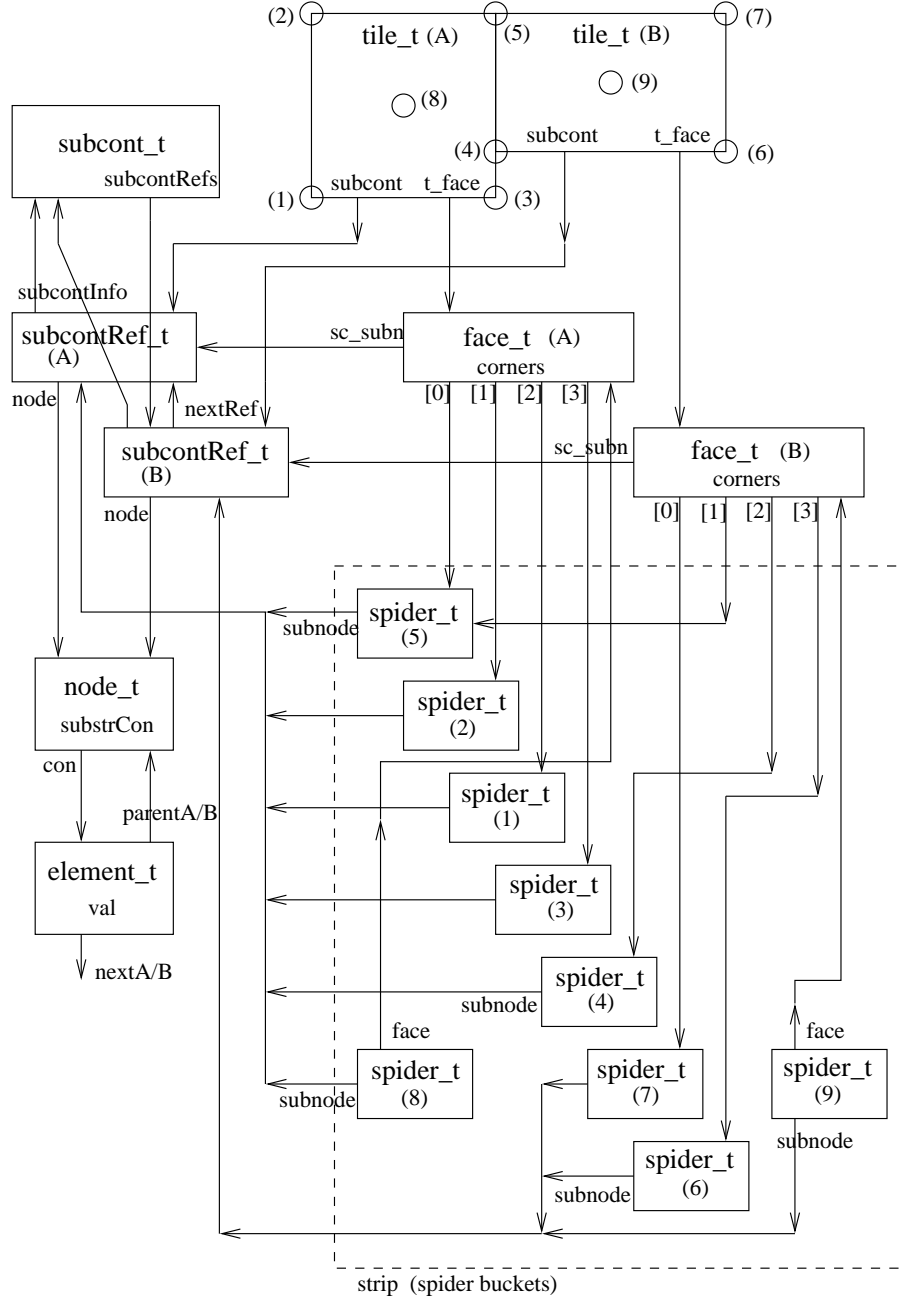 (2)
tile_t (A)
(5)
tile_t (B)
(7)
(8)
(9)
subcont_t
subcontRefs
(4)
subcont
t_face
(6)
(1)
subcont
t_face
(3)
subcontInfo
subcontRef_t
(A)
sc_subn
face_t (A)
corners
node
nextRef
[0]
[1]
[2]
[3]
subcontRef_t
(B)
sc_subn
face_t (B)
corners
node
[0]
[1]
[2]
[3]
subnode
spider_t
(5)
node_t
substrCon
spider_t
(2)
con
parentA/B
spider_t
(1)
element_t
val
spider_t
(3)
nextA/B
subnode
spider_t
(4)
face
face
subnode
spider_t
(8)
spider_t
(7)
spider_t
(9)
subnode
subnode
spider_t
(6)
strip (spider buckets)